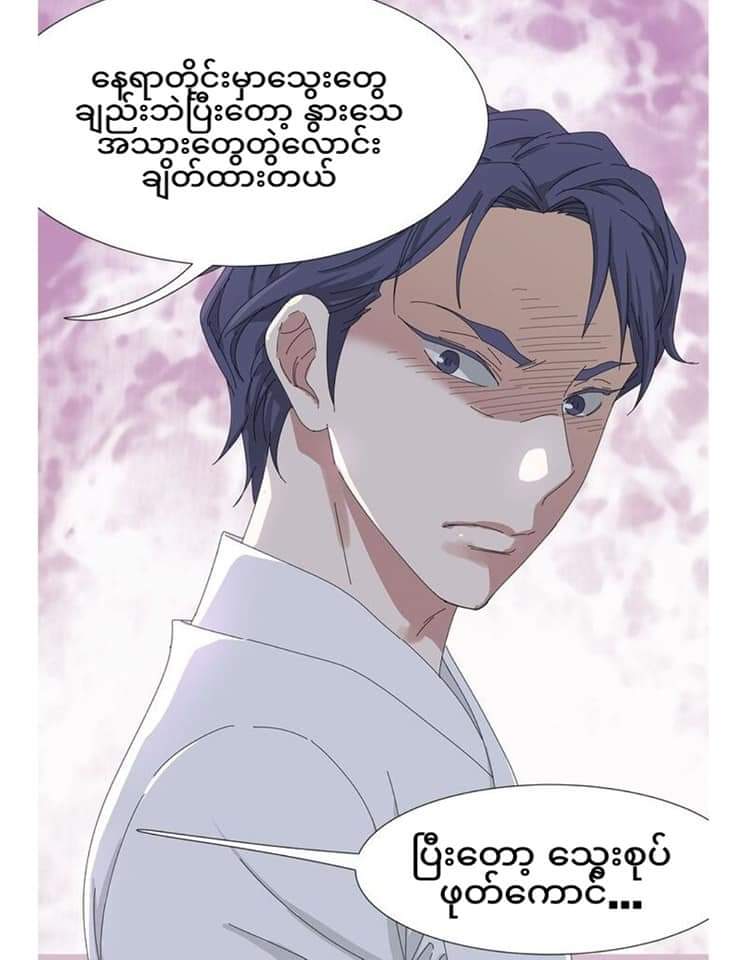 နေရာတိုင်းမှာသွေးတွေ
ချည်းဘဲပြီးတော့ နွားသေ
အသားတွေတွဲလောင်း
ချိတ်ထားတယ်
ပြီးတော့ သွေးစုပ်
ဖုတ်ကောင်...